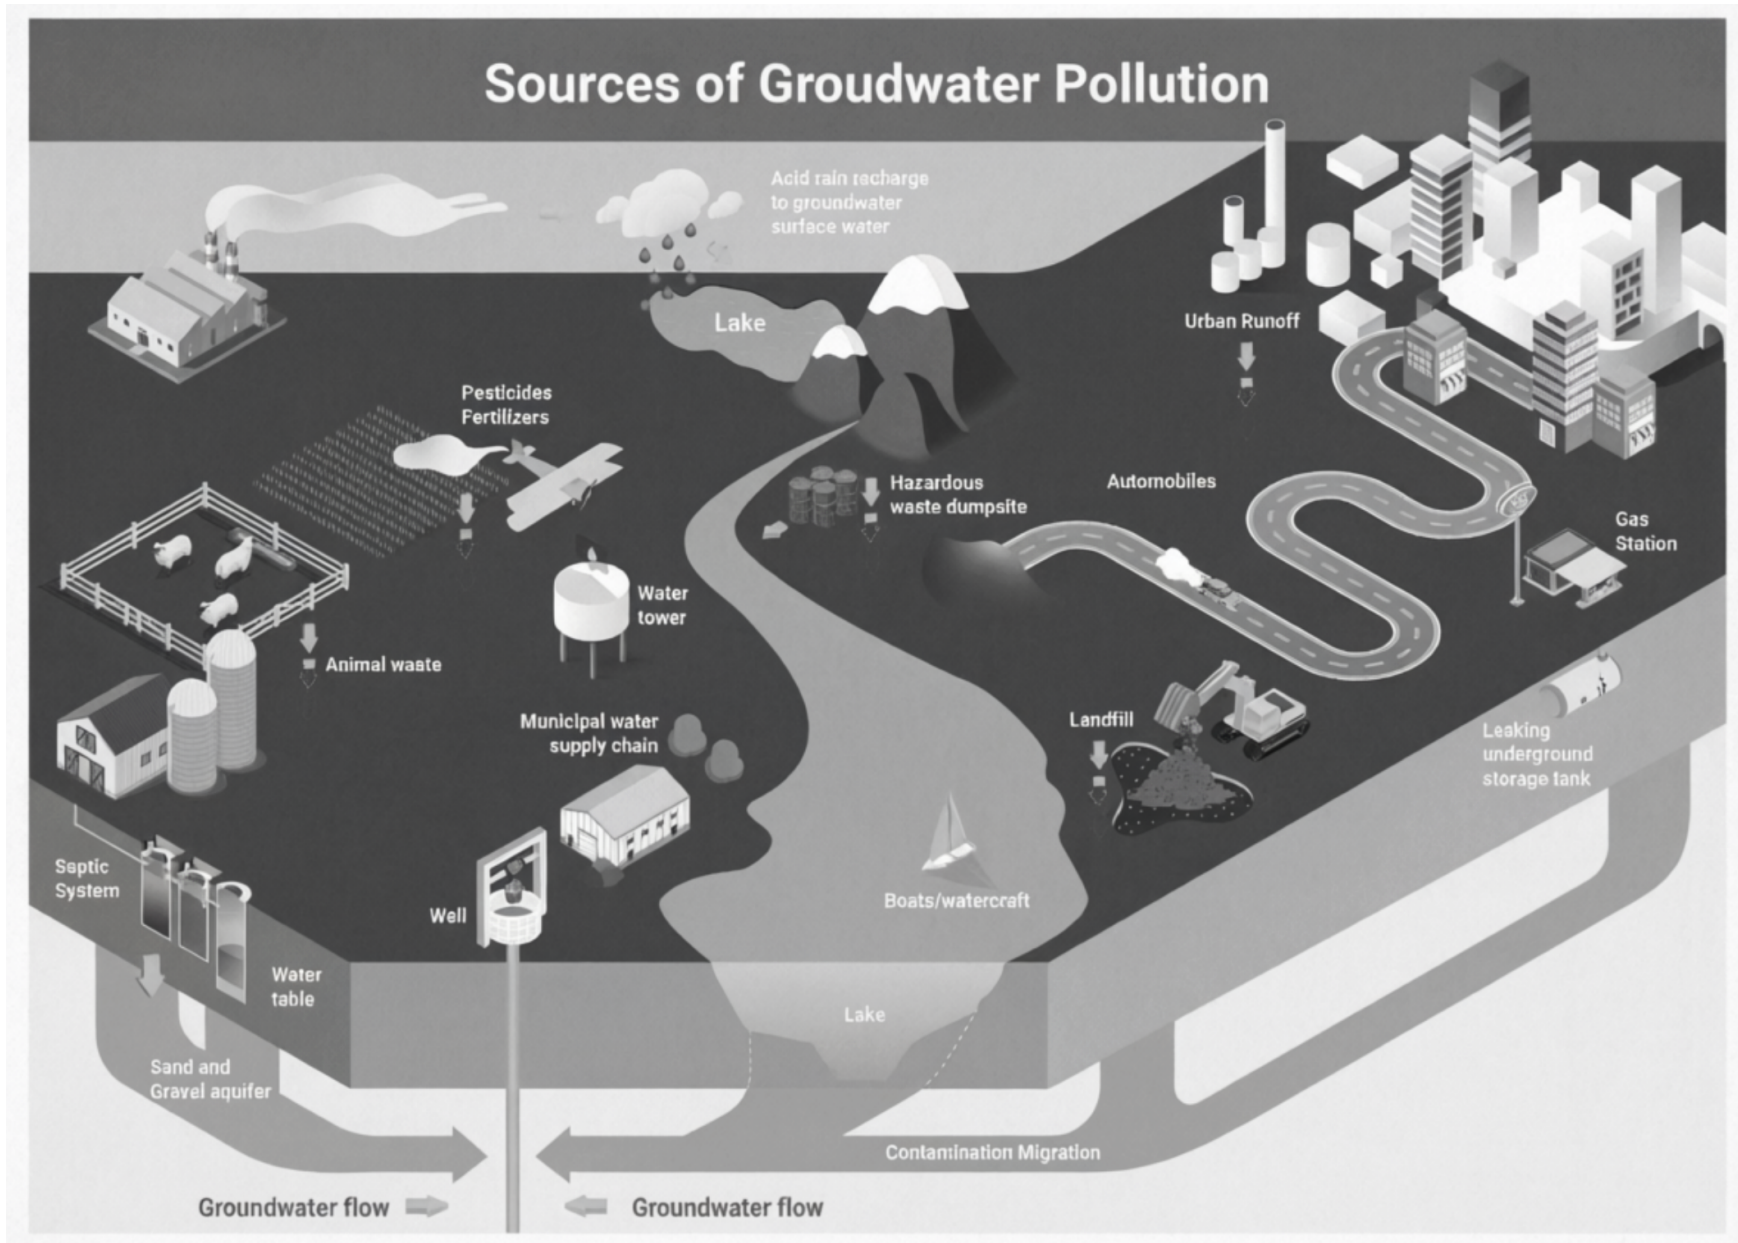 Sources of Groudwater Pollution
Acid rain recharge
to groundwater
surface water
Lake
Urban Runoff
Pesticides
Fertilizers
Hazardous
waste dumpsite
Automobiles
Gas
Station
Water
tower
Animal waste
Municipal water
supply chain
Landfill
Leaking
underground
storage tank
Septic
System
Well
Boats/watercraft
Water
table
Lake
Sand and
Gravel aquifer
Contamination Migration
Groundwater flow
Groundwater flow